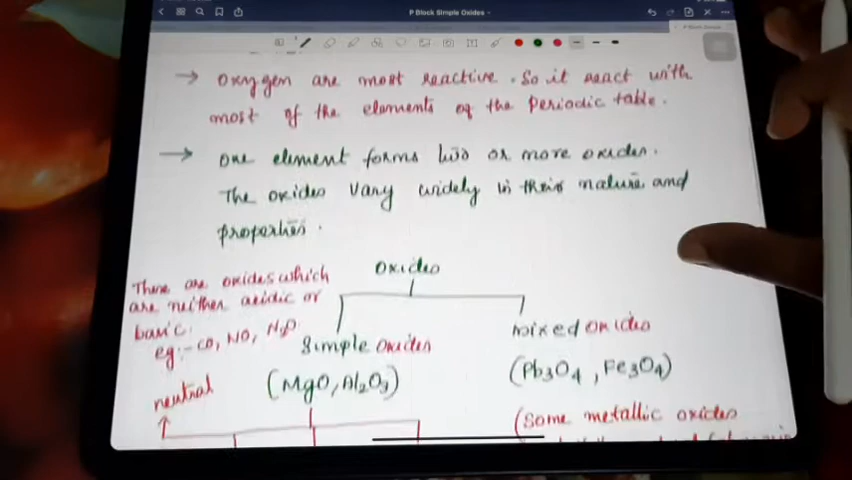 P Block Simple Oxides
→ Oxygen are most reactive. So it react with
most of the elements of the Periodic table.
→ One element forms two or more oxides.
The oxides vary widely in their nature and
properties.
Oxides
There are oxides which
are neither acidic or
basic.
eg:- CO, NO, N2O
Simple Oxides
Mixed Oxides
(MgO, Al2O3)
(Pb3O4, Fe3O4)
neutral
(Some metallic oxides